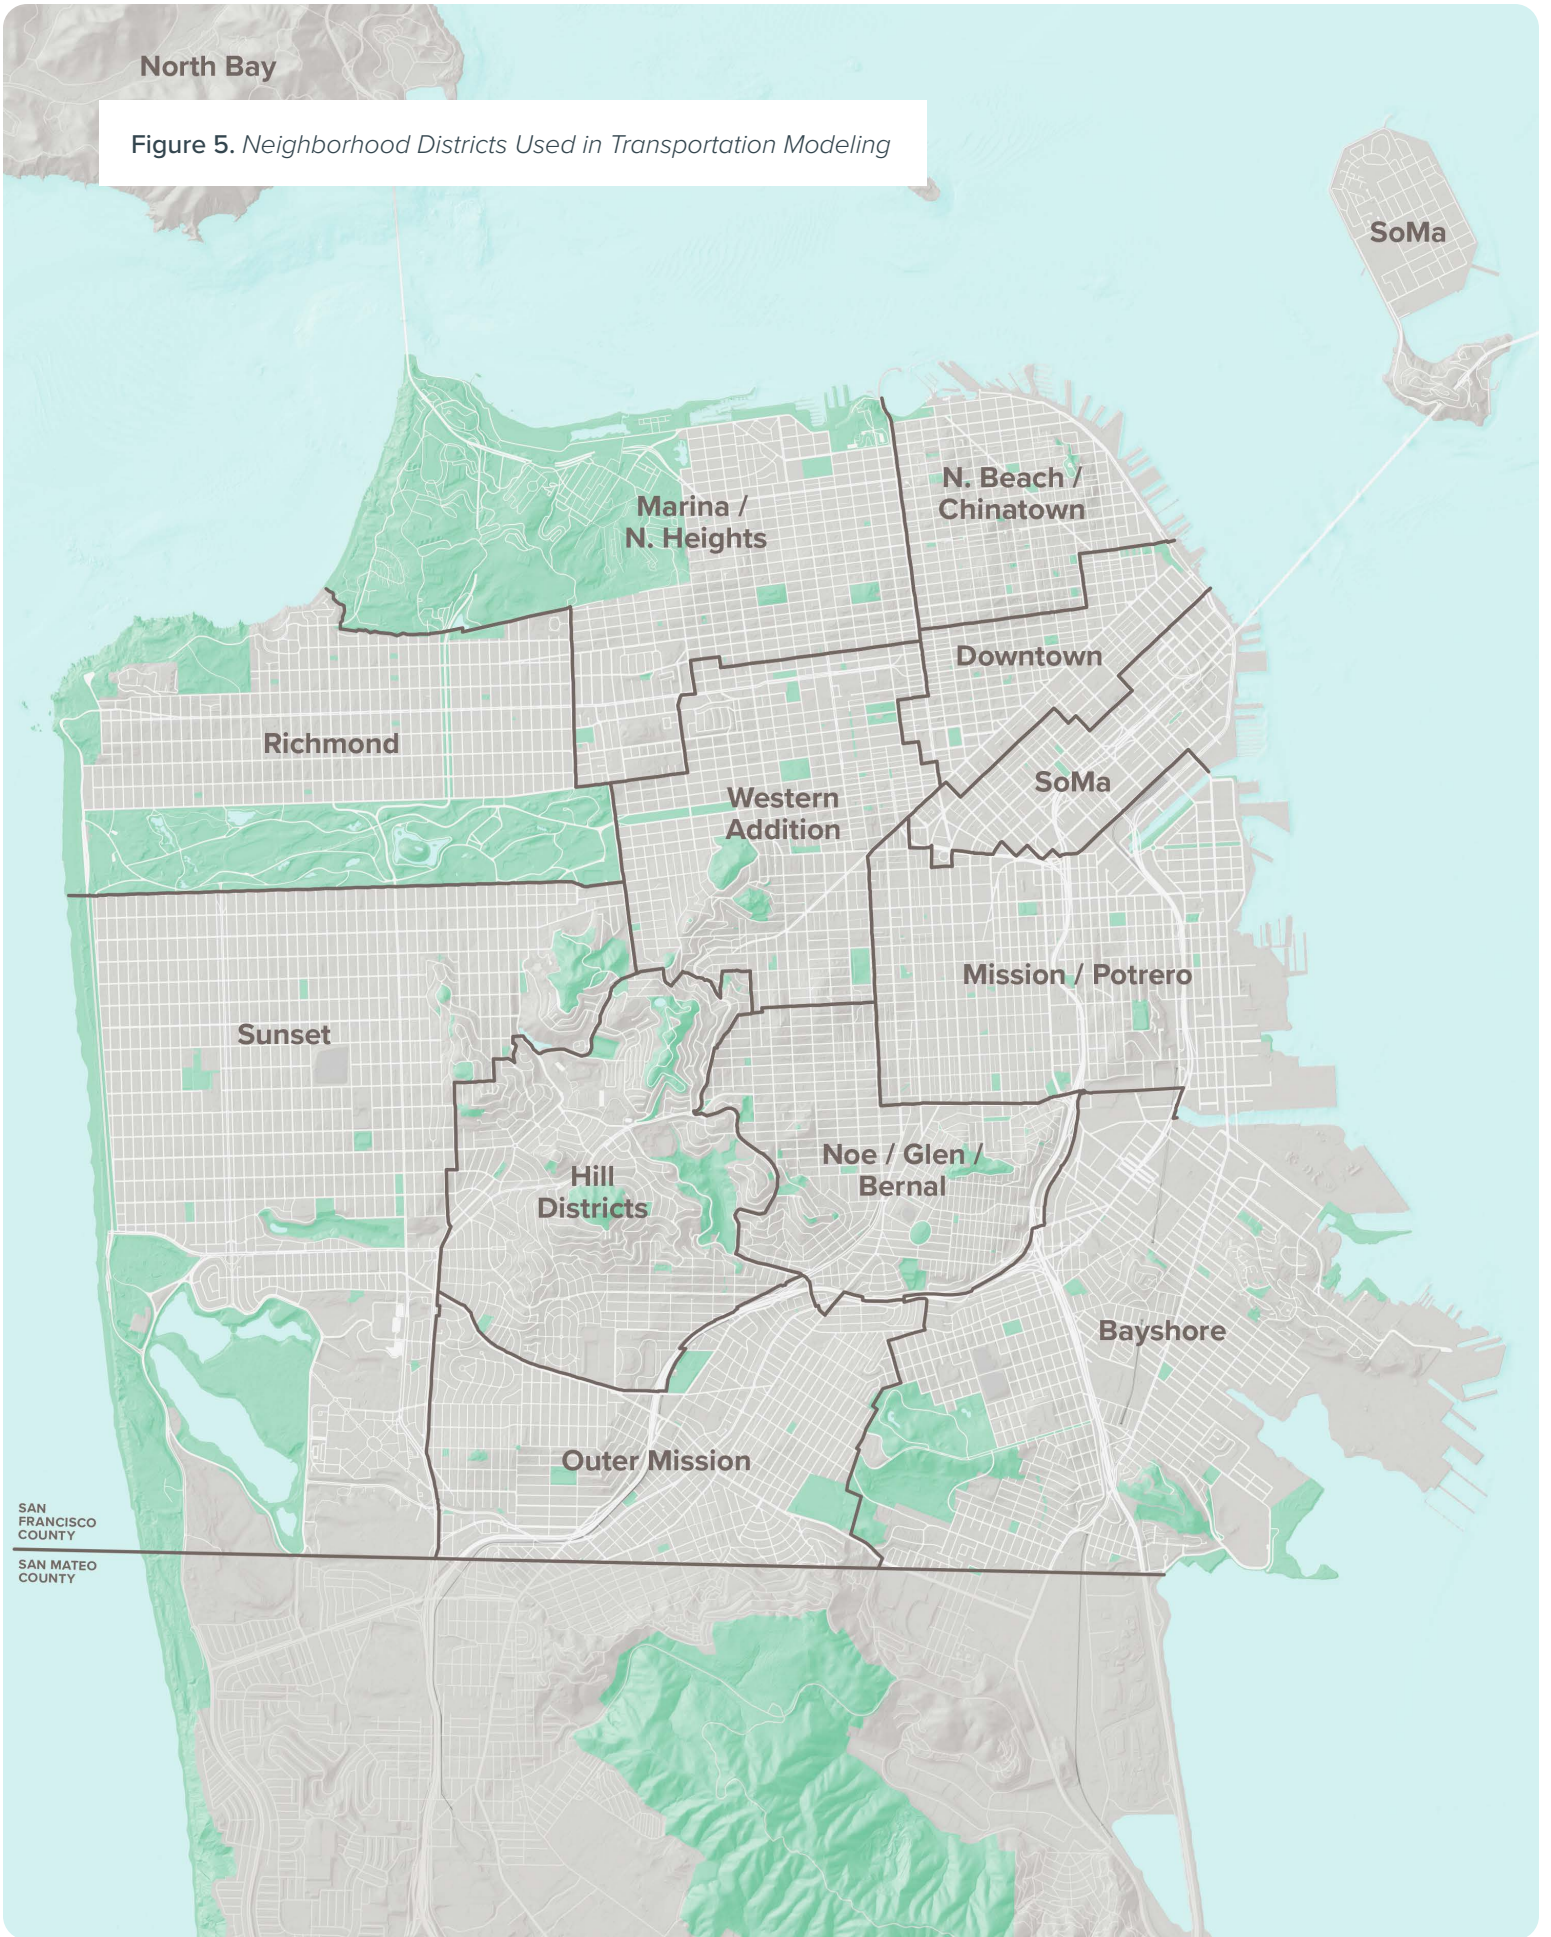 North Bay
Figure 5. Neighborhood Districts Used in Transportation Modeling
SoMa
N. Beach /
Chinatown
Marina /
N. Heights
Downtown
Richmond
SoMa
Western
Addition
Mission / Potrero
Sunset
Noe / Glen /
Bernal
Hill
Districts
Bayshore
Outer Mission
SAN
FRANCISCO
COUNTY
SAN MATEO
COUNTY